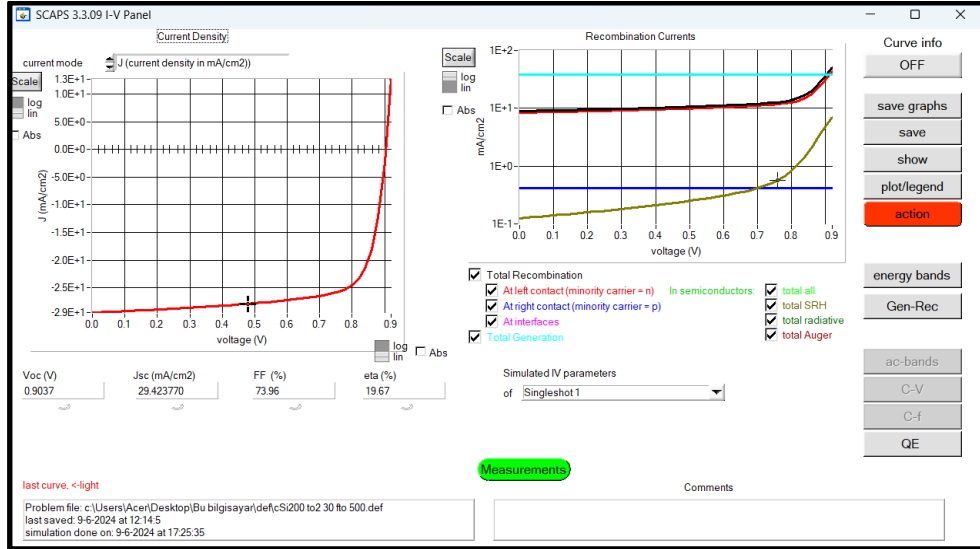 SCAPS 3.3.09 I-V Panel
Current Density
current mode
J (current density in mA/cm2))
Scale
log
lin
Abs
1.3E+1
1.0E+1
5.0E+0
0.0E+0
-5.0E+0
-1.0E+1
-1.5E+1
-2.0E+1
-2.5E+1
-2.9E+1
J (mA/cm2)
0.0 0.1 0.2 0.3 0.4 0.5 0.6 0.7 0.8 0.9
voltage (V)
log
lin
Abs
Voc (V) Jsc (mA/cm2) FF (%) eta (%)
0.9037 29.423770 73.96 19.67
Recombination Currents
Scale
log
lin
Abs
1E+2
1E+1
1E+0
1E-1
mA/cm2
0.0 0.1 0.2 0.3 0.4 0.5 0.6 0.7 0.8 0.9
voltage (V)
Total Recombination
At left contact (minority carrier = n) In semiconductors: total all
At right contact (minority carrier = p) total SRH
At interfaces total radiative
Total Generation total Auger
Simulated IV parameters
of Singleshot 1
Curve info
OFF
save graphs
save
show
plot/legend
action
energy bands
Gen-Rec
ac-bands
C-V
C-f
QE
Measurements
last curve, <-light
Problem file: c:\Users\Acer\Desktop\Bu bilgisayar\def\cSi200 to2 30 fto 500.def
last saved: 9-6-2024 at 12:14:5
simulation done on: 9-6-2024 at 17:25:35
Comments